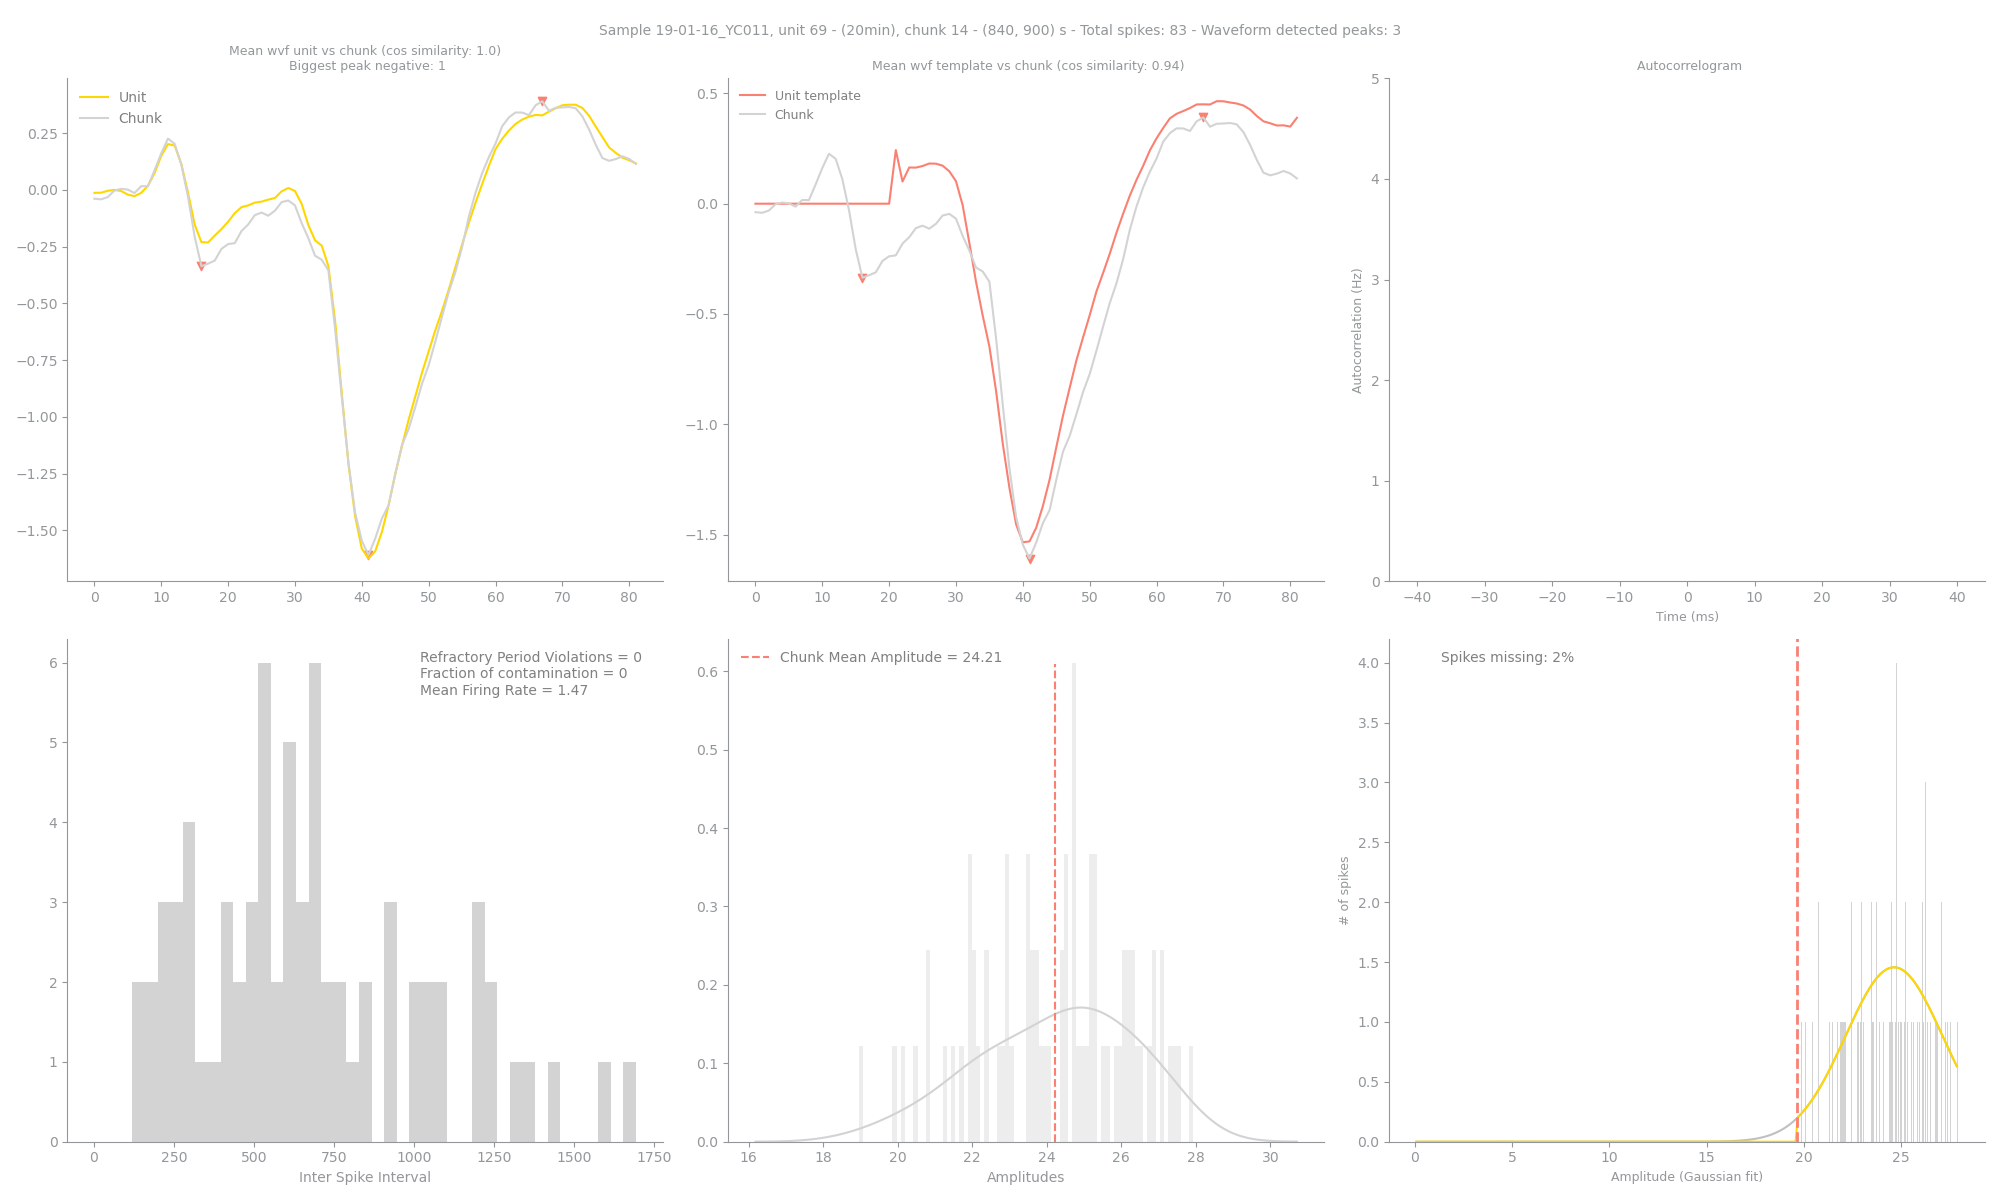 Sample 19-01-16_YC011, unit 69 - (20min), chunk 14 - (840, 900) s - Total spikes: 83 - Waveform detected peaks: 3
Mean wvf unit vs chunk (cos similarity: 1.0)
Biggest peak negative: 1
Unit
Chunk
0.25
0.00
−0.25
−0.50
−0.75
−1.00
−1.25
−1.50
0 10 20 30 40 50 60 70 80
Mean wvf template vs chunk (cos similarity: 0.94)
Unit template
Chunk
0.5
0.0
−0.5
−1.0
−1.5
0 10 20 30 40 50 60 70 80
Autocorrelogram
Autocorrelation (Hz)
5
4
3
2
1
0
−40 −30 −20 −10 0 10 20 30 40
Time (ms)
Refractory Period Violations = 0
Fraction of contamination = 0
Mean Firing Rate = 1.47
6
5
4
3
2
1
0
0 250 500 750 1000 1250 1500 1750
Inter Spike Interval
Chunk Mean Amplitude = 24.21
0.6
0.5
0.4
0.3
0.2
0.1
0.0
16 18 20 22 24 26 28 30
Amplitudes
Spikes missing: 2%
# of spikes
4.0
3.5
3.0
2.5
2.0
1.5
1.0
0.5
0.0
0 5 10 15 20 25
Amplitude (Gaussian fit)